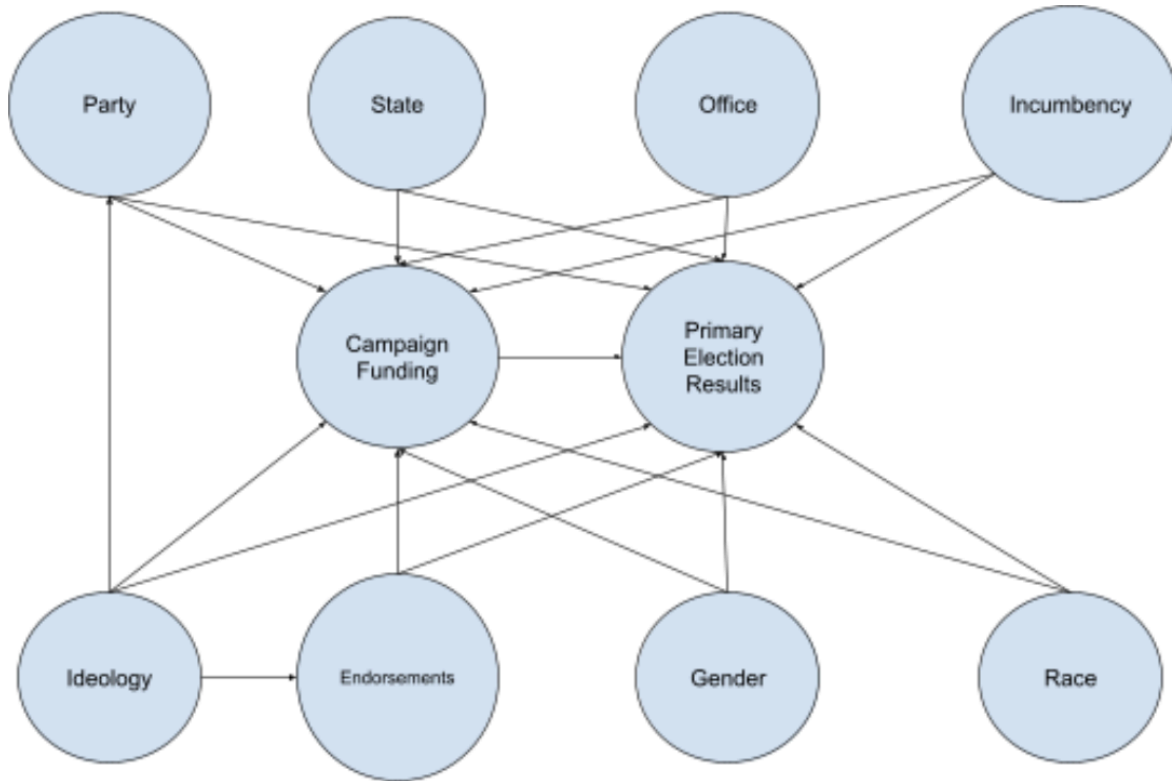 Party
State
Office
Incumbency
Campaign
Funding
Primary
Election
Results
Ideology
Endorsements
Gender
Race